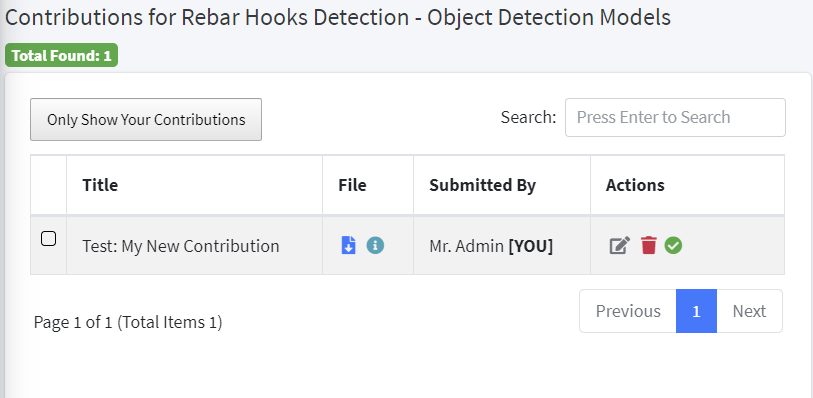 Contributions for Rebar Hooks Detection - Object Detection Models
Total Found: 1
Only Show Your Contributions
Search: Press Enter to Search
Title File Submitted By Actions
Test: My New Contribution Mr. Admin [YOU]
Page 1 of 1 (Total Items 1)
Previous 1 Next